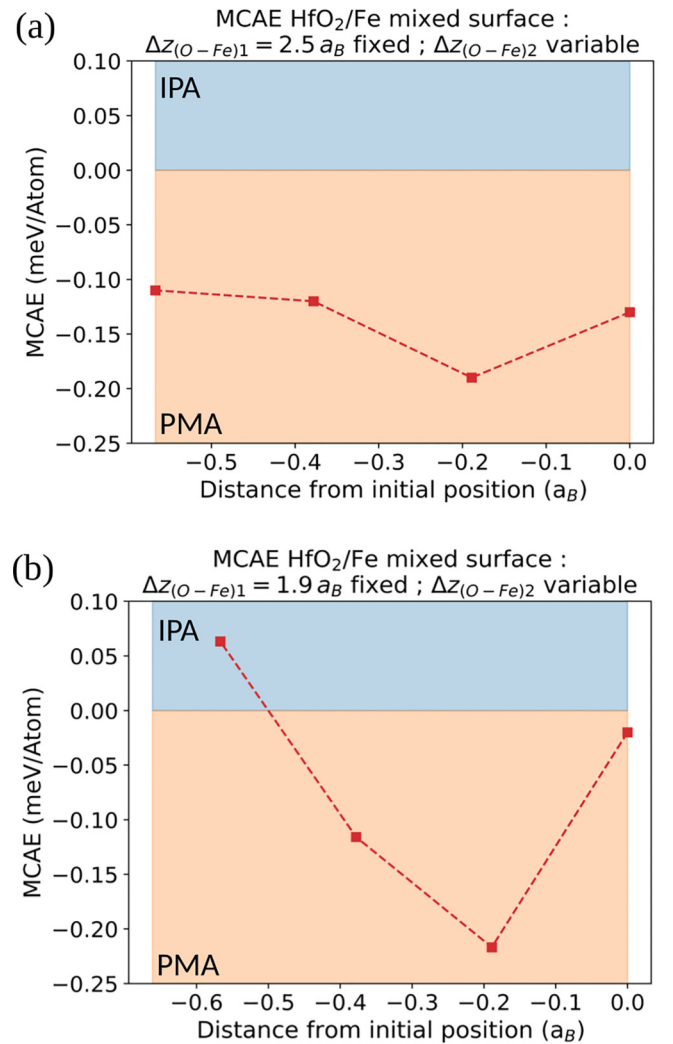 (a)
MCAE HfO₂/Fe mixed surface :
Δz₍O−Fe₎1 = 2.5 a_B fixed ; Δz₍O−Fe₎2 variable
0.10
IPA
0.05
0.00
−0.05
−0.10
−0.15
−0.20
PMA
−0.25
MCAE (meV/Atom)
−0.5
−0.4
−0.3
−0.2
−0.1
0.0
Distance from initial position (a_B)
(b)
MCAE HfO₂/Fe mixed surface :
Δz₍O−Fe₎1 = 1.9 a_B fixed ; Δz₍O−Fe₎2 variable
0.10
IPA
0.05
0.00
−0.05
−0.10
−0.15
−0.20
PMA
−0.25
MCAE (meV/Atom)
−0.6
−0.5
−0.4
−0.3
−0.2
−0.1
0.0
Distance from initial position (a_B)